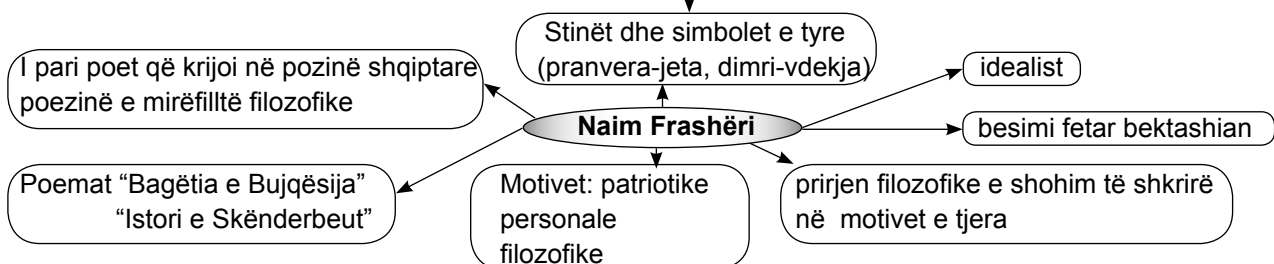 Stinët dhe simbolet e tyre
(pranvera-jeta, dimri-vdekja)
I pari poet që krijoi në pozinë shqiptare
poezinë e mirëfilltë filozofike
idealist
Naim Frashëri
besimi fetar bektashian
Poemat “Bagëtia e Bujqësija”
“Istori e Skënderbeut”
Motivet: patriotike
personale
filozofike
prirjen filozofike e shohim të shkrirë
në motivet e tjera